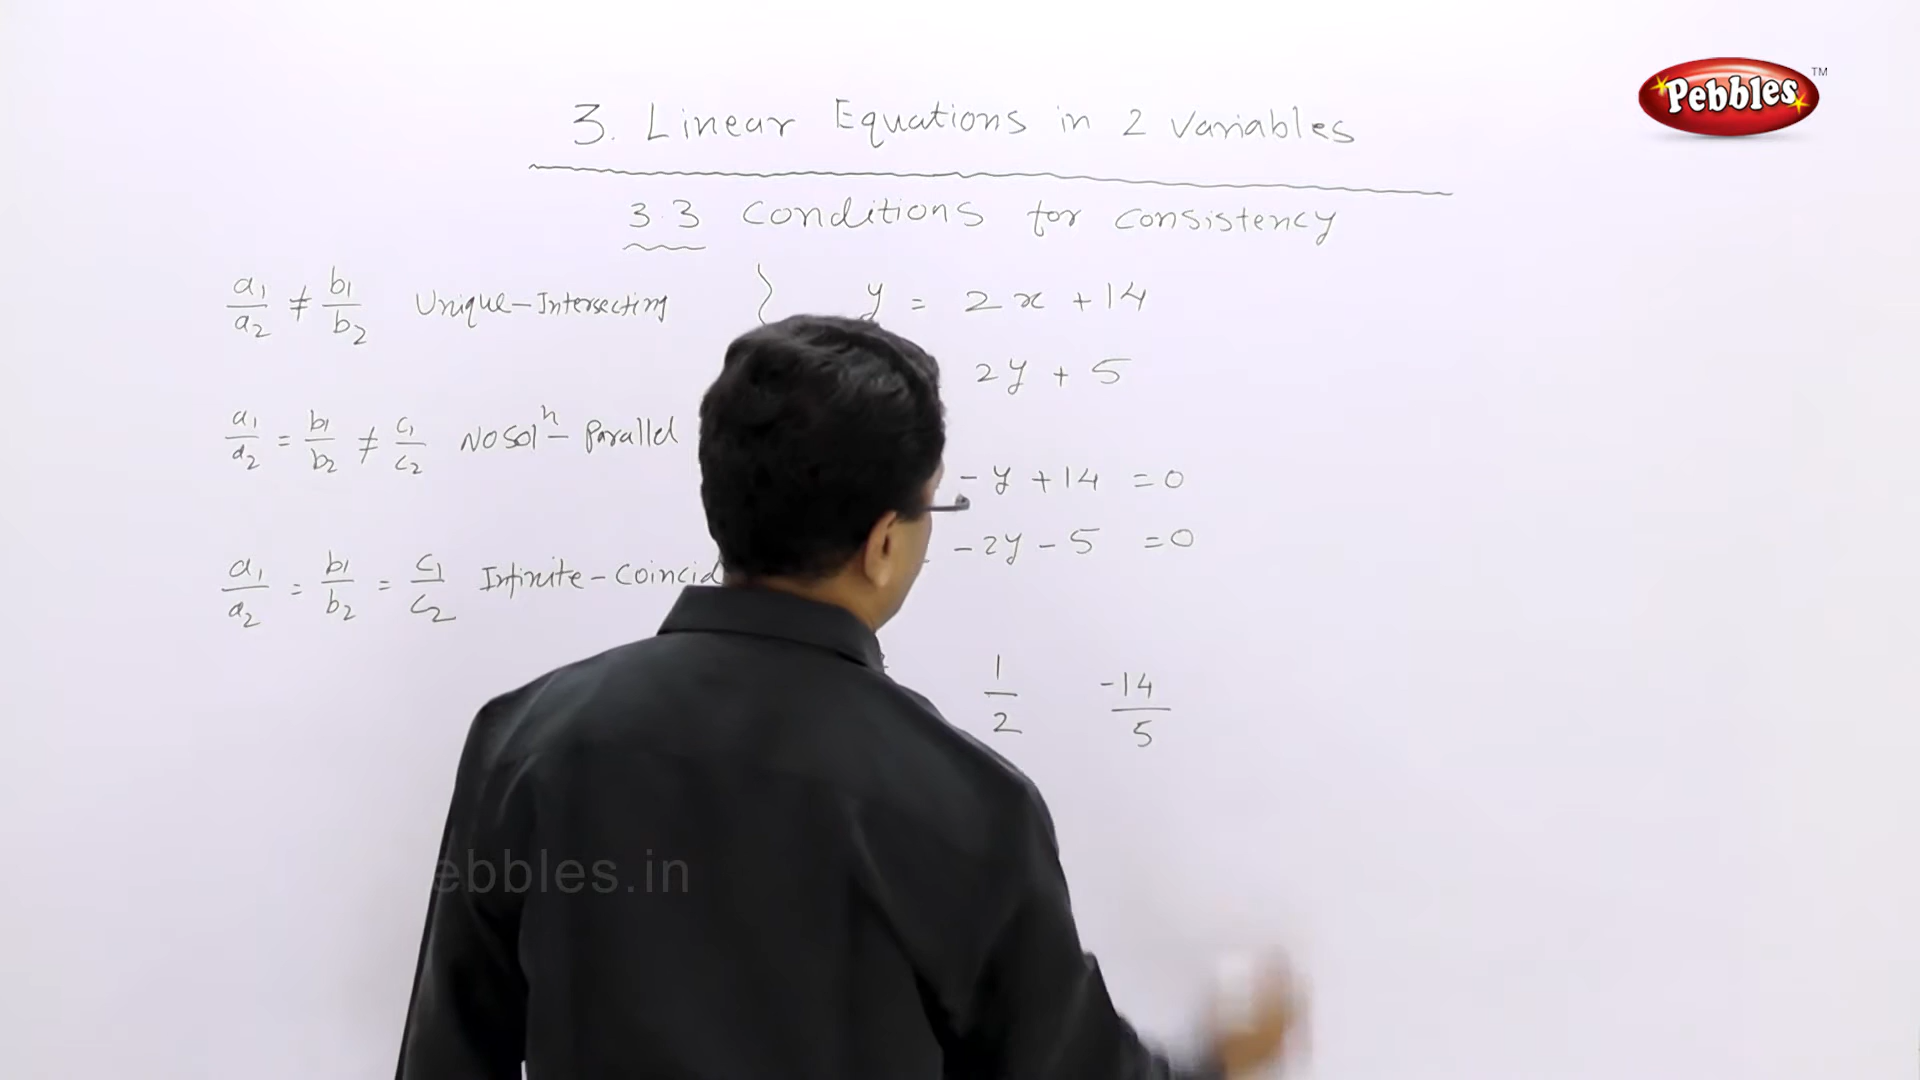 Pebbles TM
3. Linear Equations in 2 Variables
3.3 Conditions for Consistency
a1/a2 ≠ b1/b2 Unique - Intersecting } y = 2x + 14
2y + 5
a1/a2 = b1/b2 ≠ c1/c2 No Solⁿ - Parallel
- y + 14 = 0
- 2y - 5 = 0
a1/a2 = b1/b2 = c1/c2 Infinite - Coincid
1/2 -14/5
ebbles.in